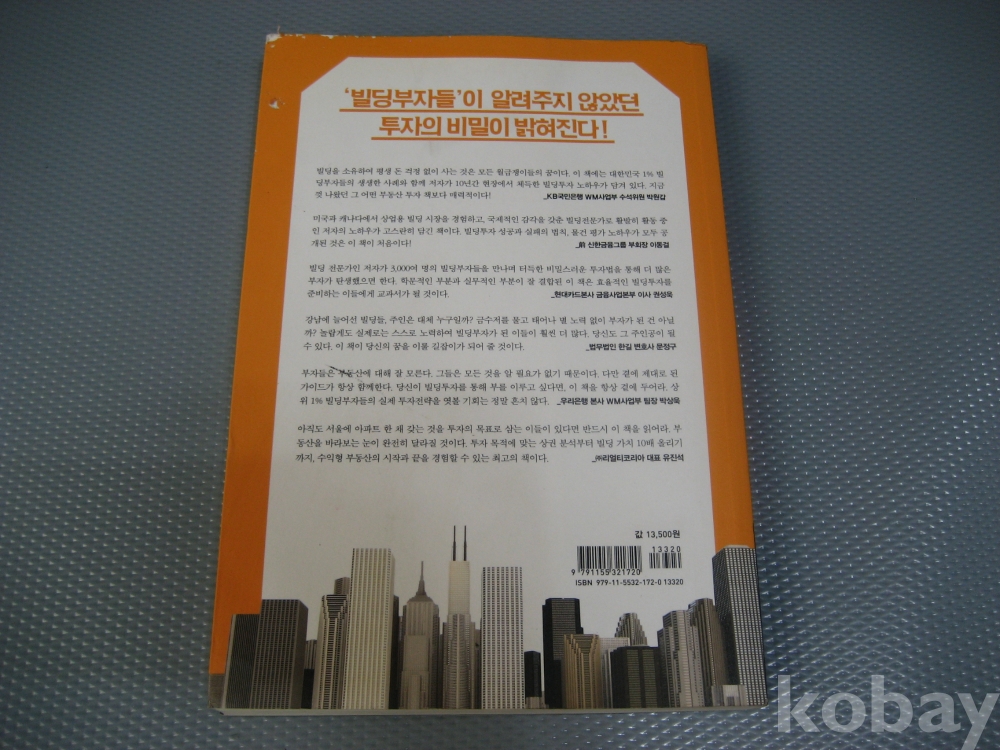 ‘빌딩부자들’이 알려주지 않았던
투자의 비밀이 밝혀진다!
빌딩을 소유하며 평생 돈 걱정 없이 사는 것은 모든 월급쟁이들의 꿈이다. 이 책에는 대한민국 1% 빌
딩부자들의 생생한 사례와 함께 저자가 10년간 현장에서 체득한 빌딩투자 노하우가 담겨 있다. 지금
껏 나왔던 그 어떤 부동산 투자 책보다 매력적이다!
_KB국민은행 WM사업부 수석위원 박원갑
미국과 캐나다에서 상업용 빌딩 시장을 경험하고, 국제적인 감각을 갖춘 빌딩전문가로 활발히 활동 중
인 저자의 노하우가 고스란히 담긴 책이다. 빌딩투자 성공과 실패의 법칙, 물건 평가 노하우가 모두 공
개된 것은 이 책이 처음이다!
_前 신한금융그룹 부회장 이동걸
빌딩 전문가인 저자가 3,000여 명의 빌딩부자들을 만나며 터득한 비밀스러운 투자법을 통해 더 많은
부자가 탄생했으면 한다. 학문적인 부분과 실무적인 부분이 잘 결합된 이 책은 효율적인 빌딩투자를
준비하는 이들에게 교과서가 될 것이다.
_현대카드본사 금융사업본부 이사 권성욱
강남에 늘어선 빌딩들, 주인은 대체 누구일까? 금수저를 물고 태어나 별 노력 없이 부자가 된 건 아닐
까? 놀랍게도 실제로는 스스로 노력하여 빌딩부자가 된 이들이 훨씬 더 많다. 당신도 그 주인공이 될
수 있다. 이 책이 당신의 꿈을 이룰 길잡이가 되어 줄 것이다.
_법무법인 한길 변호사 문정구
부자들은 부동산에 대해 잘 모른다. 그들은 모든 것을 알 필요가 없기 때문이다. 다만 곁에 제대로 된
가이드가 항상 함께한다. 당신이 빌딩투자를 통해 부를 이루고 싶다면, 이 책을 항상 곁에 두어라. 상
위 1% 빌딩부자들의 실제 투자전략을 엿볼 기회는 정말 흔치 않다.
_우리은행 본사 WM사업부 팀장 박상욱
아직도 서울에 아파트 한 채 갖는 것을 투자의 목표로 삼는 이들이 있다면 반드시 이 책을 읽어라. 부
동산을 바라보는 눈이 완전히 달라질 것이다. 투자 목적에 맞는 상권 분석부터 빌딩 가치 10배 올리기
까지, 수익형 부동산의 시작과 끝을 경험할 수 있는 최고의 책이다.
_㈜리얼티코리아 대표 유진석
값 13,500원
13320
9 791155 321720
ISBN 979-11-5532-172-0 13320
kobay